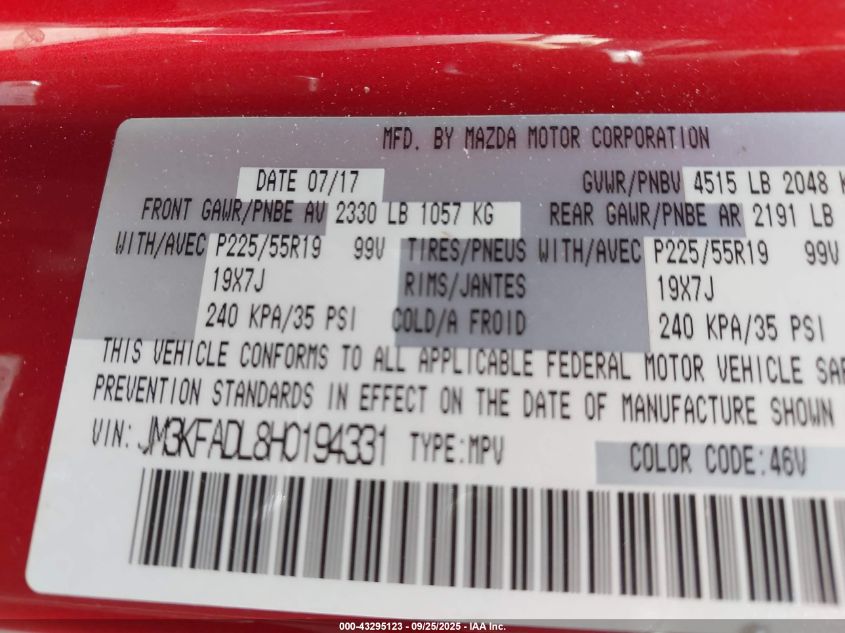 MFD. BY MAZDA MOTOR CORPORATION
DATE 07/17 GVWR/PNBV 4515 LB 2048 K
FRONT GAWR/PNBE AV 2330 LB 1057 KG REAR GAWR/PNBE AR 2191 LB
WITH/AVEC P225/55R19 99V TIRES/PNEUS WITH/AVEC P225/55R19 99V
19X7J RIMS/JANTES 19X7J
240 KPA/35 PSI COLD/A FROID 240 KPA/35 PSI
THIS VEHICLE CONFORMS TO ALL APPLICABLE FEDERAL MOTOR VEHICLE SAF
PREVENTION STANDARDS IN EFFECT ON THE DATE OF MANUFACTURE SHOWN
VIN: JM3KFADL8H0194331 TYPE:MPV COLOR CODE:46V
000-43295123 - 09/25/2025 - IAA Inc.